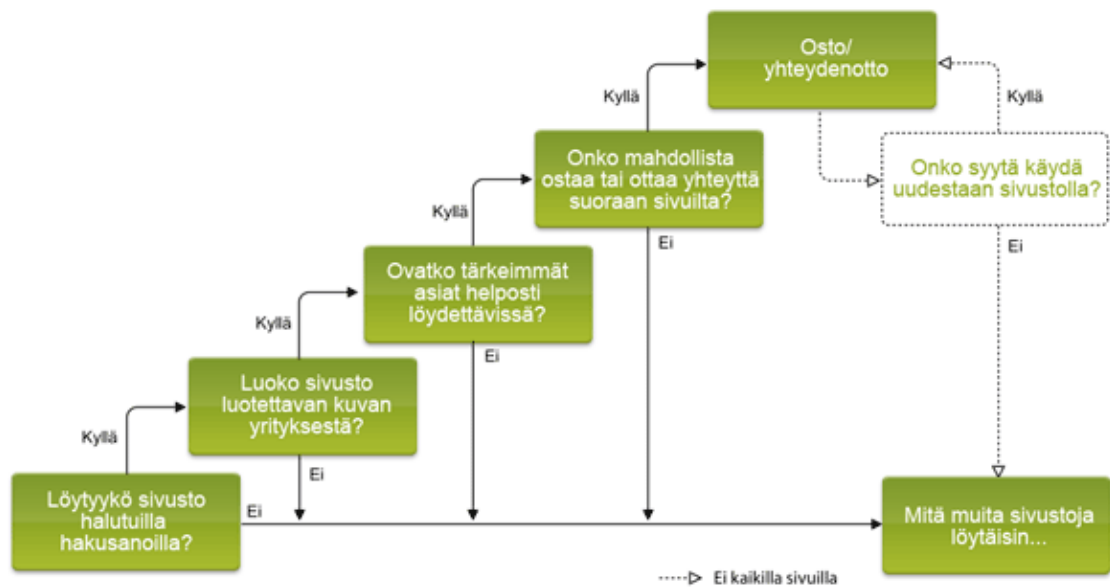 Osto/
yhteydenotto
Kyllä
Kyllä
Onko mahdollista
ostaa tai ottaa yhteyttä
suoraan sivuilta?
Onko syytä käydä
uudestaan sivustolla?
Kyllä
Ei
Ei
Ovatko tärkeimmät
asiat helposti
löydettävissä?
Kyllä
Ei
Luoko sivusto
luotettavan kuvan
yrityksestä?
Kyllä
Ei
Löytyykö sivusto
halutuilla
hakusanoilla?
Ei
Mitä muita sivustoja
löytäisin...
Ei kaikilla sivuilla